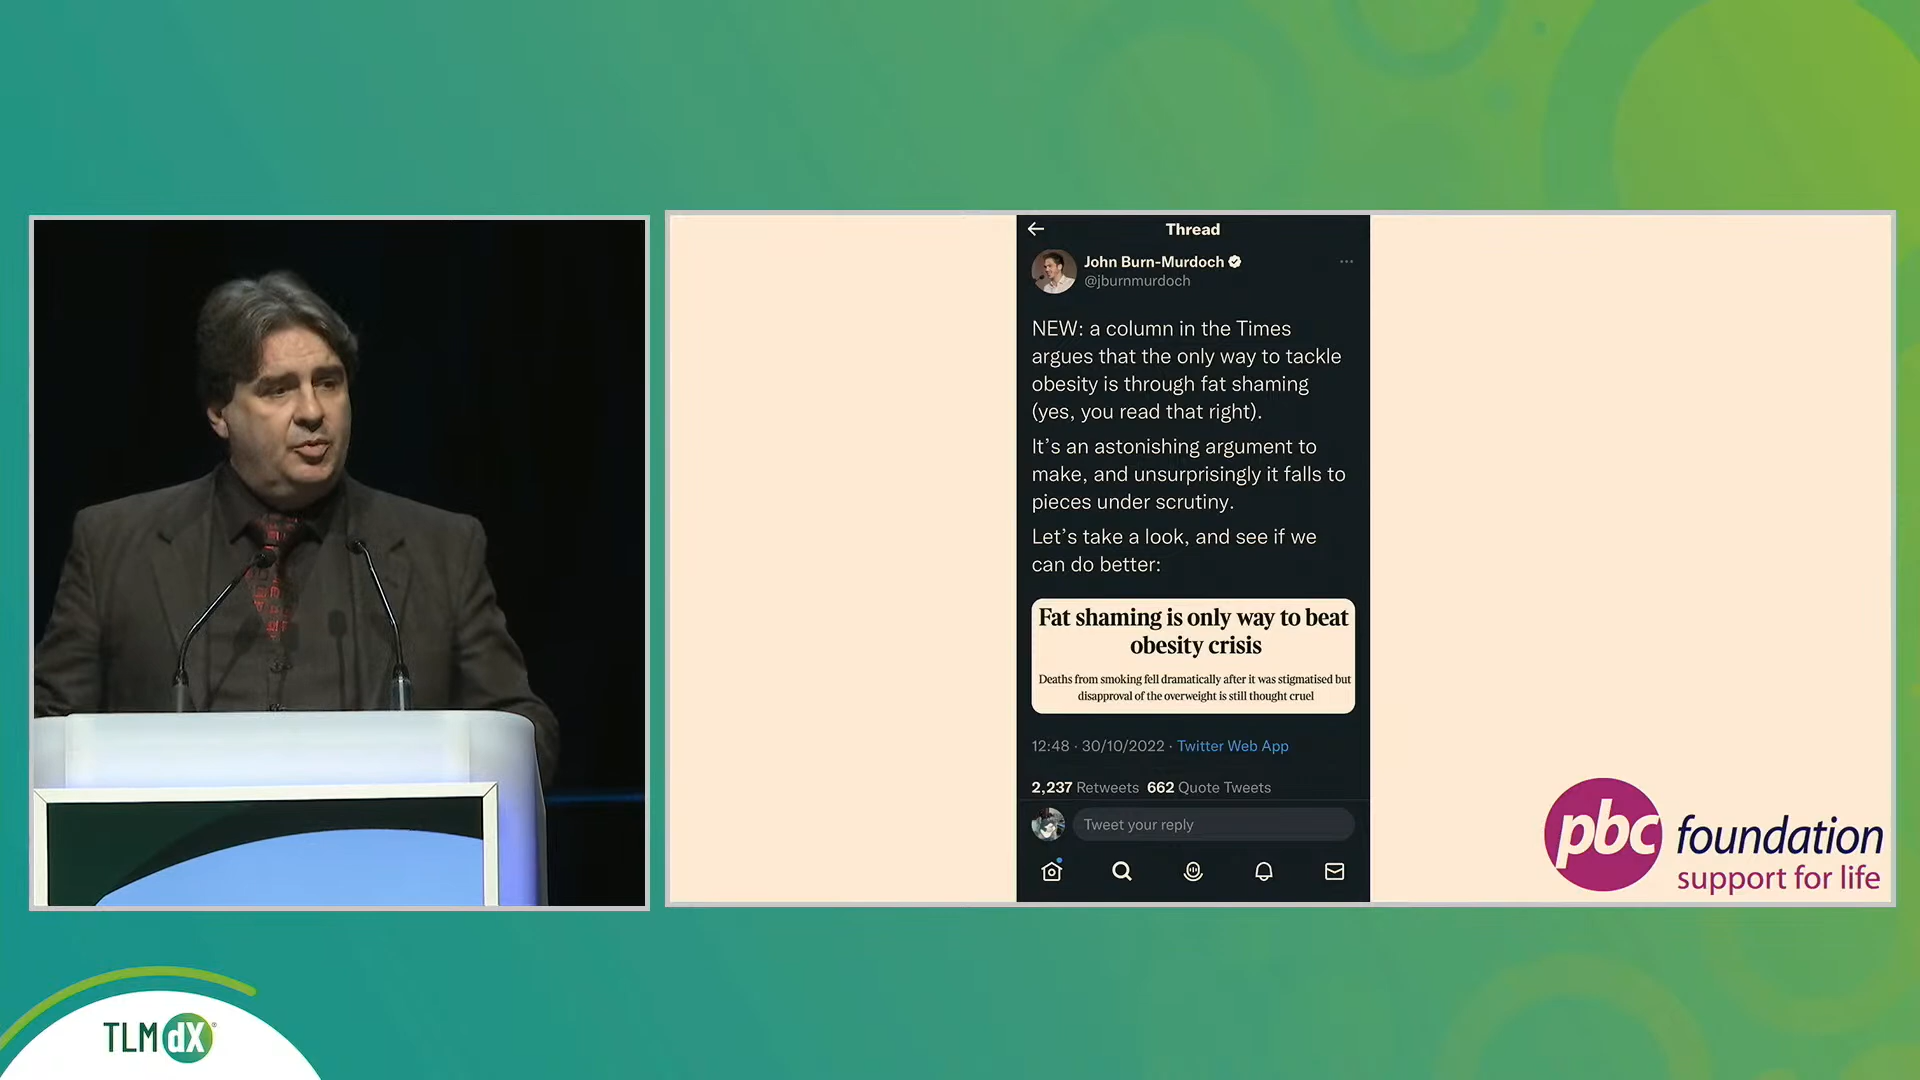 Thread
John Burn-Murdoch
@jburnmurdoch
NEW: a column in the Times
argues that the only way to tackle
obesity is through fat shaming
(yes, you read that right).
It's an astonishing argument to
make, and unsurprisingly it falls to
pieces under scrutiny.
Let's take a look, and see if we
can do better:
Fat shaming is only way to beat
obesity crisis
Deaths from smoking fell dramatically after it was stigmatised but
disapproval of the overweight is still thought cruel
12:48 · 30/10/2022 · Twitter Web App
2,237 Retweets 662 Quote Tweets
Tweet your reply
pbc foundation
support for life
TLM dX